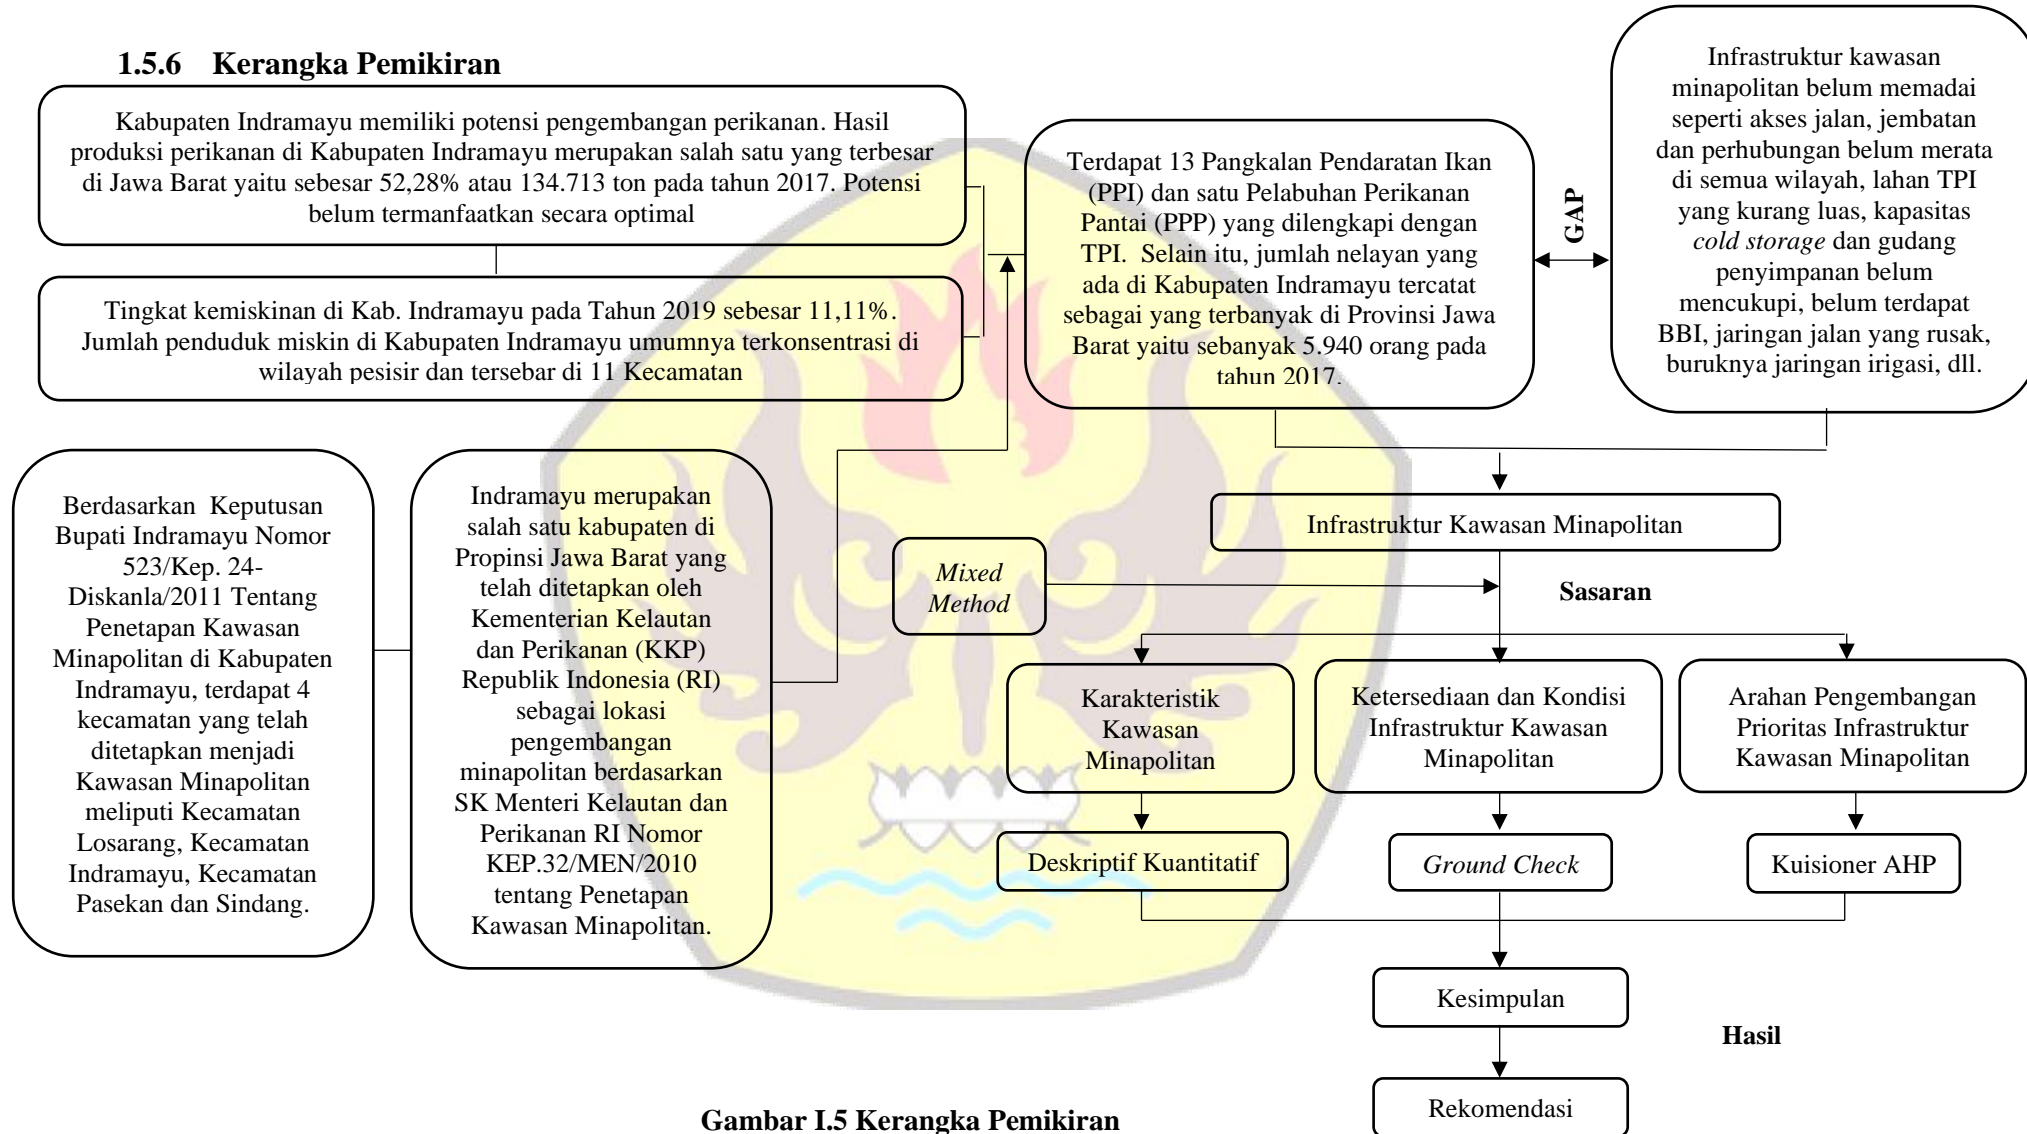 1.5.6 Kerangka Pemikiran
Kabupaten Indramayu memiliki potensi pengembangan perikanan. Hasil
produksi perikanan di Kabupaten Indramayu merupakan salah satu yang terbesar
di Jawa Barat yaitu sebesar 52,28% atau 134.713 ton pada tahun 2017. Potensi
belum termanfaatkan secara optimal
Tingkat kemiskinan di Kab. Indramayu pada Tahun 2019 sebesar 11,11%.
Jumlah penduduk miskin di Kabupaten Indramayu umumnya terkonsentrasi di
wilayah pesisir dan tersebar di 11 Kecamatan
Terdapat 13 Pangkalan Pendaratan Ikan
(PPI) dan satu Pelabuhan Perikanan
Pantai (PPP) yang dilengkapi dengan
TPI. Selain itu, jumlah nelayan yang
ada di Kabupaten Indramayu tercatat
sebagai yang terbanyak di Provinsi Jawa
Barat yaitu sebanyak 5.940 orang pada
tahun 2017.
GAP
Infrastruktur kawasan
minapolitan belum memadai
seperti akses jalan, jembatan
dan perhubungan belum merata
di semua wilayah, lahan TPI
yang kurang luas, kapasitas
cold storage dan gudang
penyimpanan belum
mencukupi, belum terdapat
BBI, jaringan jalan yang rusak,
buruknya jaringan irigasi, dll.
Berdasarkan Keputusan
Bupati Indramayu Nomor
523/Kep. 24-
Diskanla/2011 Tentang
Penetapan Kawasan
Minapolitan di Kabupaten
Indramayu, terdapat 4
kecamatan yang telah
ditetapkan menjadi
Kawasan Minapolitan
meliputi Kecamatan
Losarang, Kecamatan
Indramayu, Kecamatan
Pasekan dan Sindang.
Indramayu merupakan
salah satu kabupaten di
Propinsi Jawa Barat yang
telah ditetapkan oleh
Kementerian Kelautan
dan Perikanan (KKP)
Republik Indonesia (RI)
sebagai lokasi
pengembangan
minapolitan berdasarkan
SK Menteri Kelautan dan
Perikanan RI Nomor
KEP.32/MEN/2010
tentang Penetapan
Kawasan Minapolitan.
Infrastruktur Kawasan Minapolitan
Mixed
Method
Sasaran
Karakteristik
Kawasan
Minapolitan
Ketersediaan dan Kondisi
Infrastruktur Kawasan
Minapolitan
Arahan Pengembangan
Prioritas Infrastruktur
Kawasan Minapolitan
Deskriptif Kuantitatif
Ground Check
Kuisioner AHP
Kesimpulan
Hasil
Rekomendasi
Gambar I.5 Kerangka Pemikiran